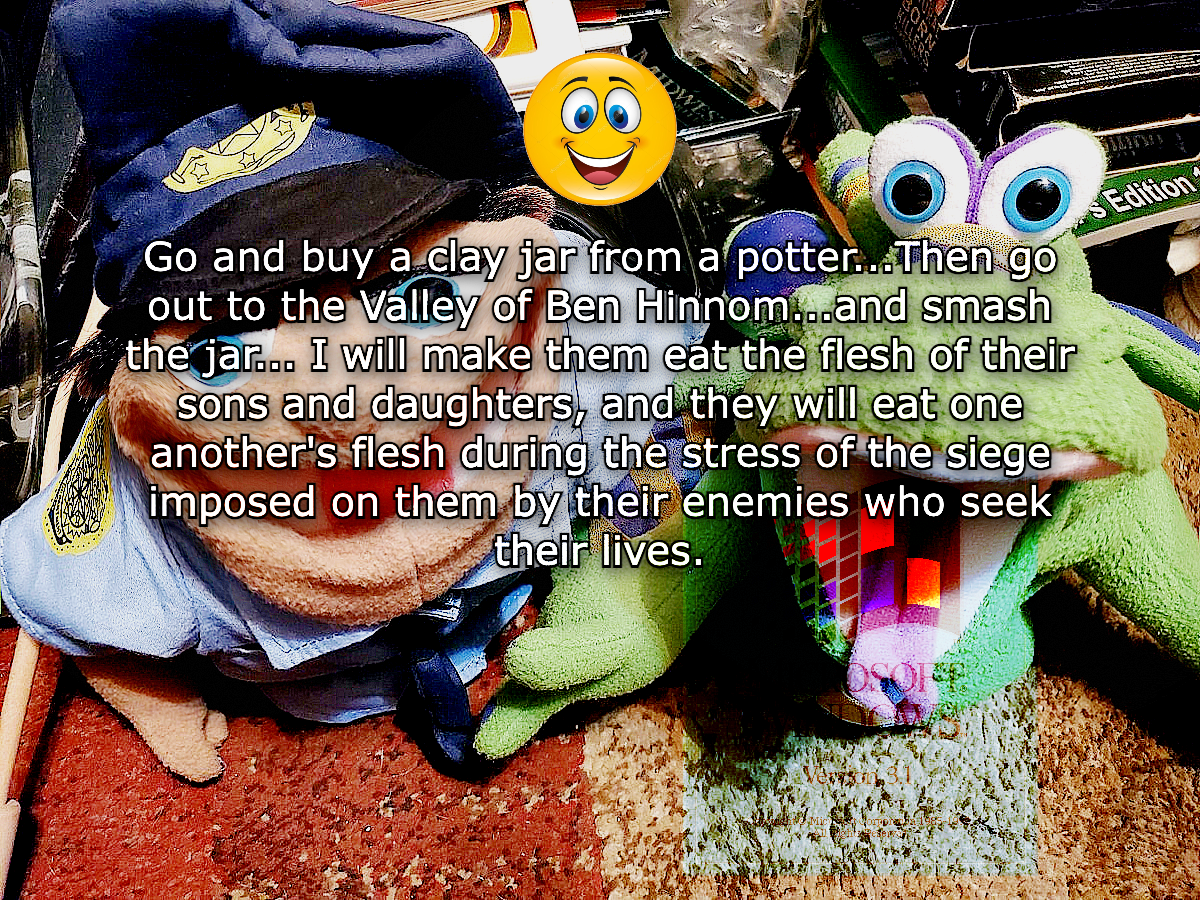 MIDWES
s Edition
Go and buy a clay jar from a potter...Then go
out to the Valley of Ben Hinnom...and smash
the jar... I will make them eat the flesh of their
sons and daughters, and they will eat one
another's flesh during the stress of the siege
imposed on them by their enemies who seek
their lives.
Version 3.1